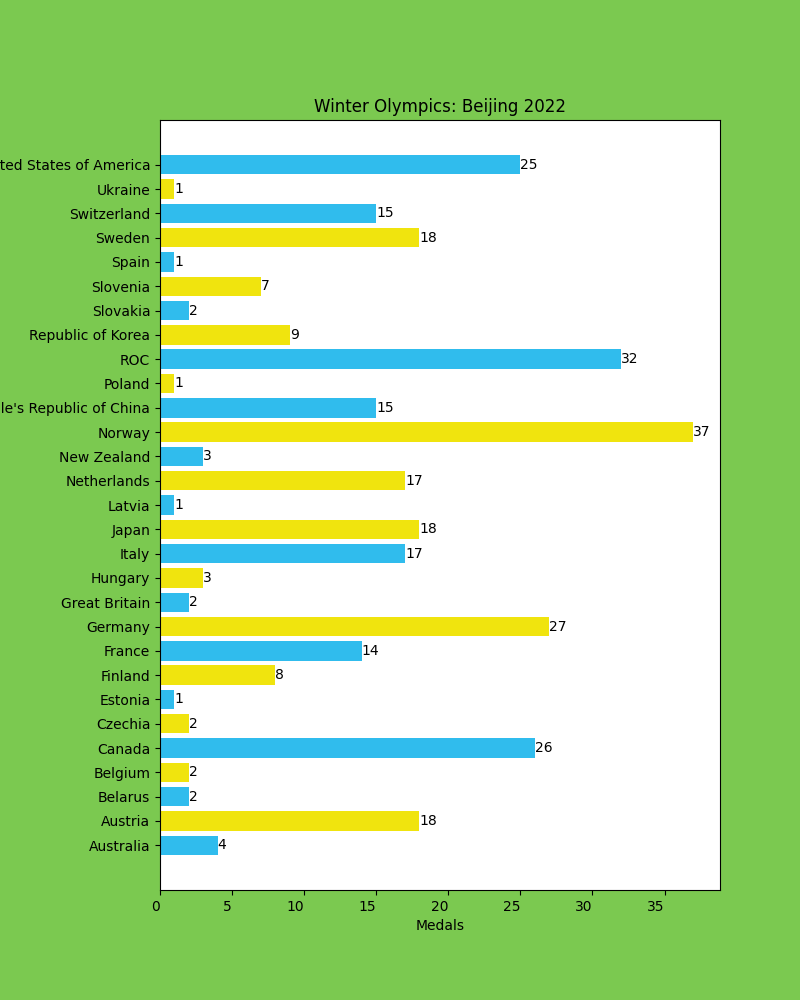 Winter Olympics: Beijing 2022
ted States of America 25
Ukraine 1
Switzerland 15
Sweden 18
Spain 1
Slovenia 7
Slovakia 2
Republic of Korea 9
ROC 32
Poland 1
le's Republic of China 15
Norway 37
New Zealand 3
Netherlands 17
Latvia 1
Japan 18
Italy 17
Hungary 3
Great Britain 2
Germany 27
France 14
Finland 8
Estonia 1
Czechia 2
Canada 26
Belgium 2
Belarus 2
Austria 18
Australia 4
0 5 10 15 20 25 30 35
Medals